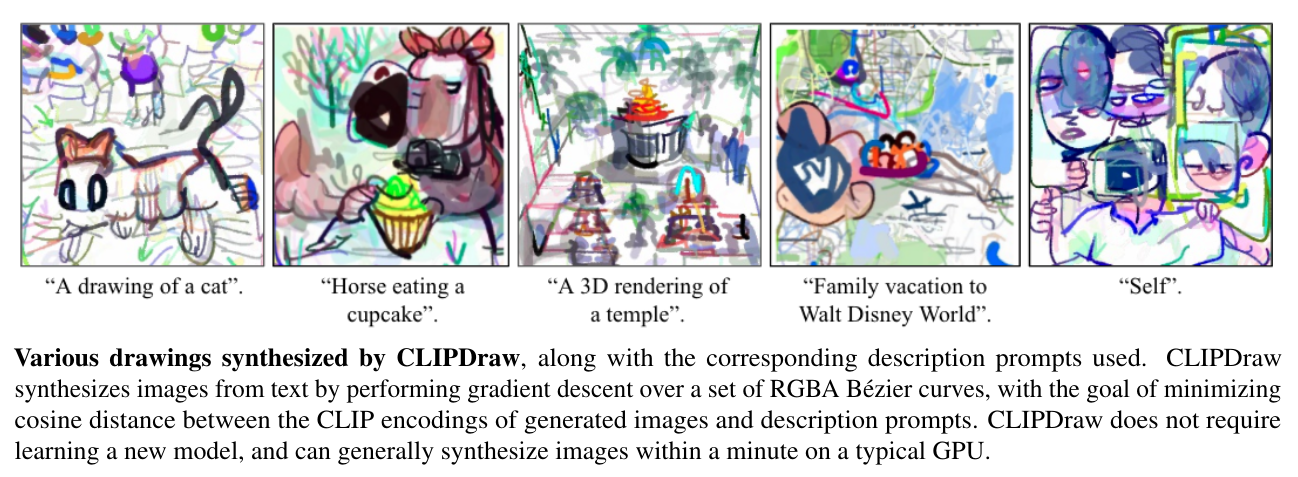 “A drawing of a cat”.
“Horse eating a
cupcake”.
“A 3D rendering of
a temple”.
“Family vacation to
Walt Disney World”.
“Self”.
Various drawings synthesized by CLIPDraw, along with the corresponding description prompts used. CLIPDraw
synthesizes images from text by performing gradient descent over a set of RGBA Bézier curves, with the goal of minimizing
cosine distance between the CLIP encodings of generated images and description prompts. CLIPDraw does not require
learning a new model, and can generally synthesize images within a minute on a typical GPU.